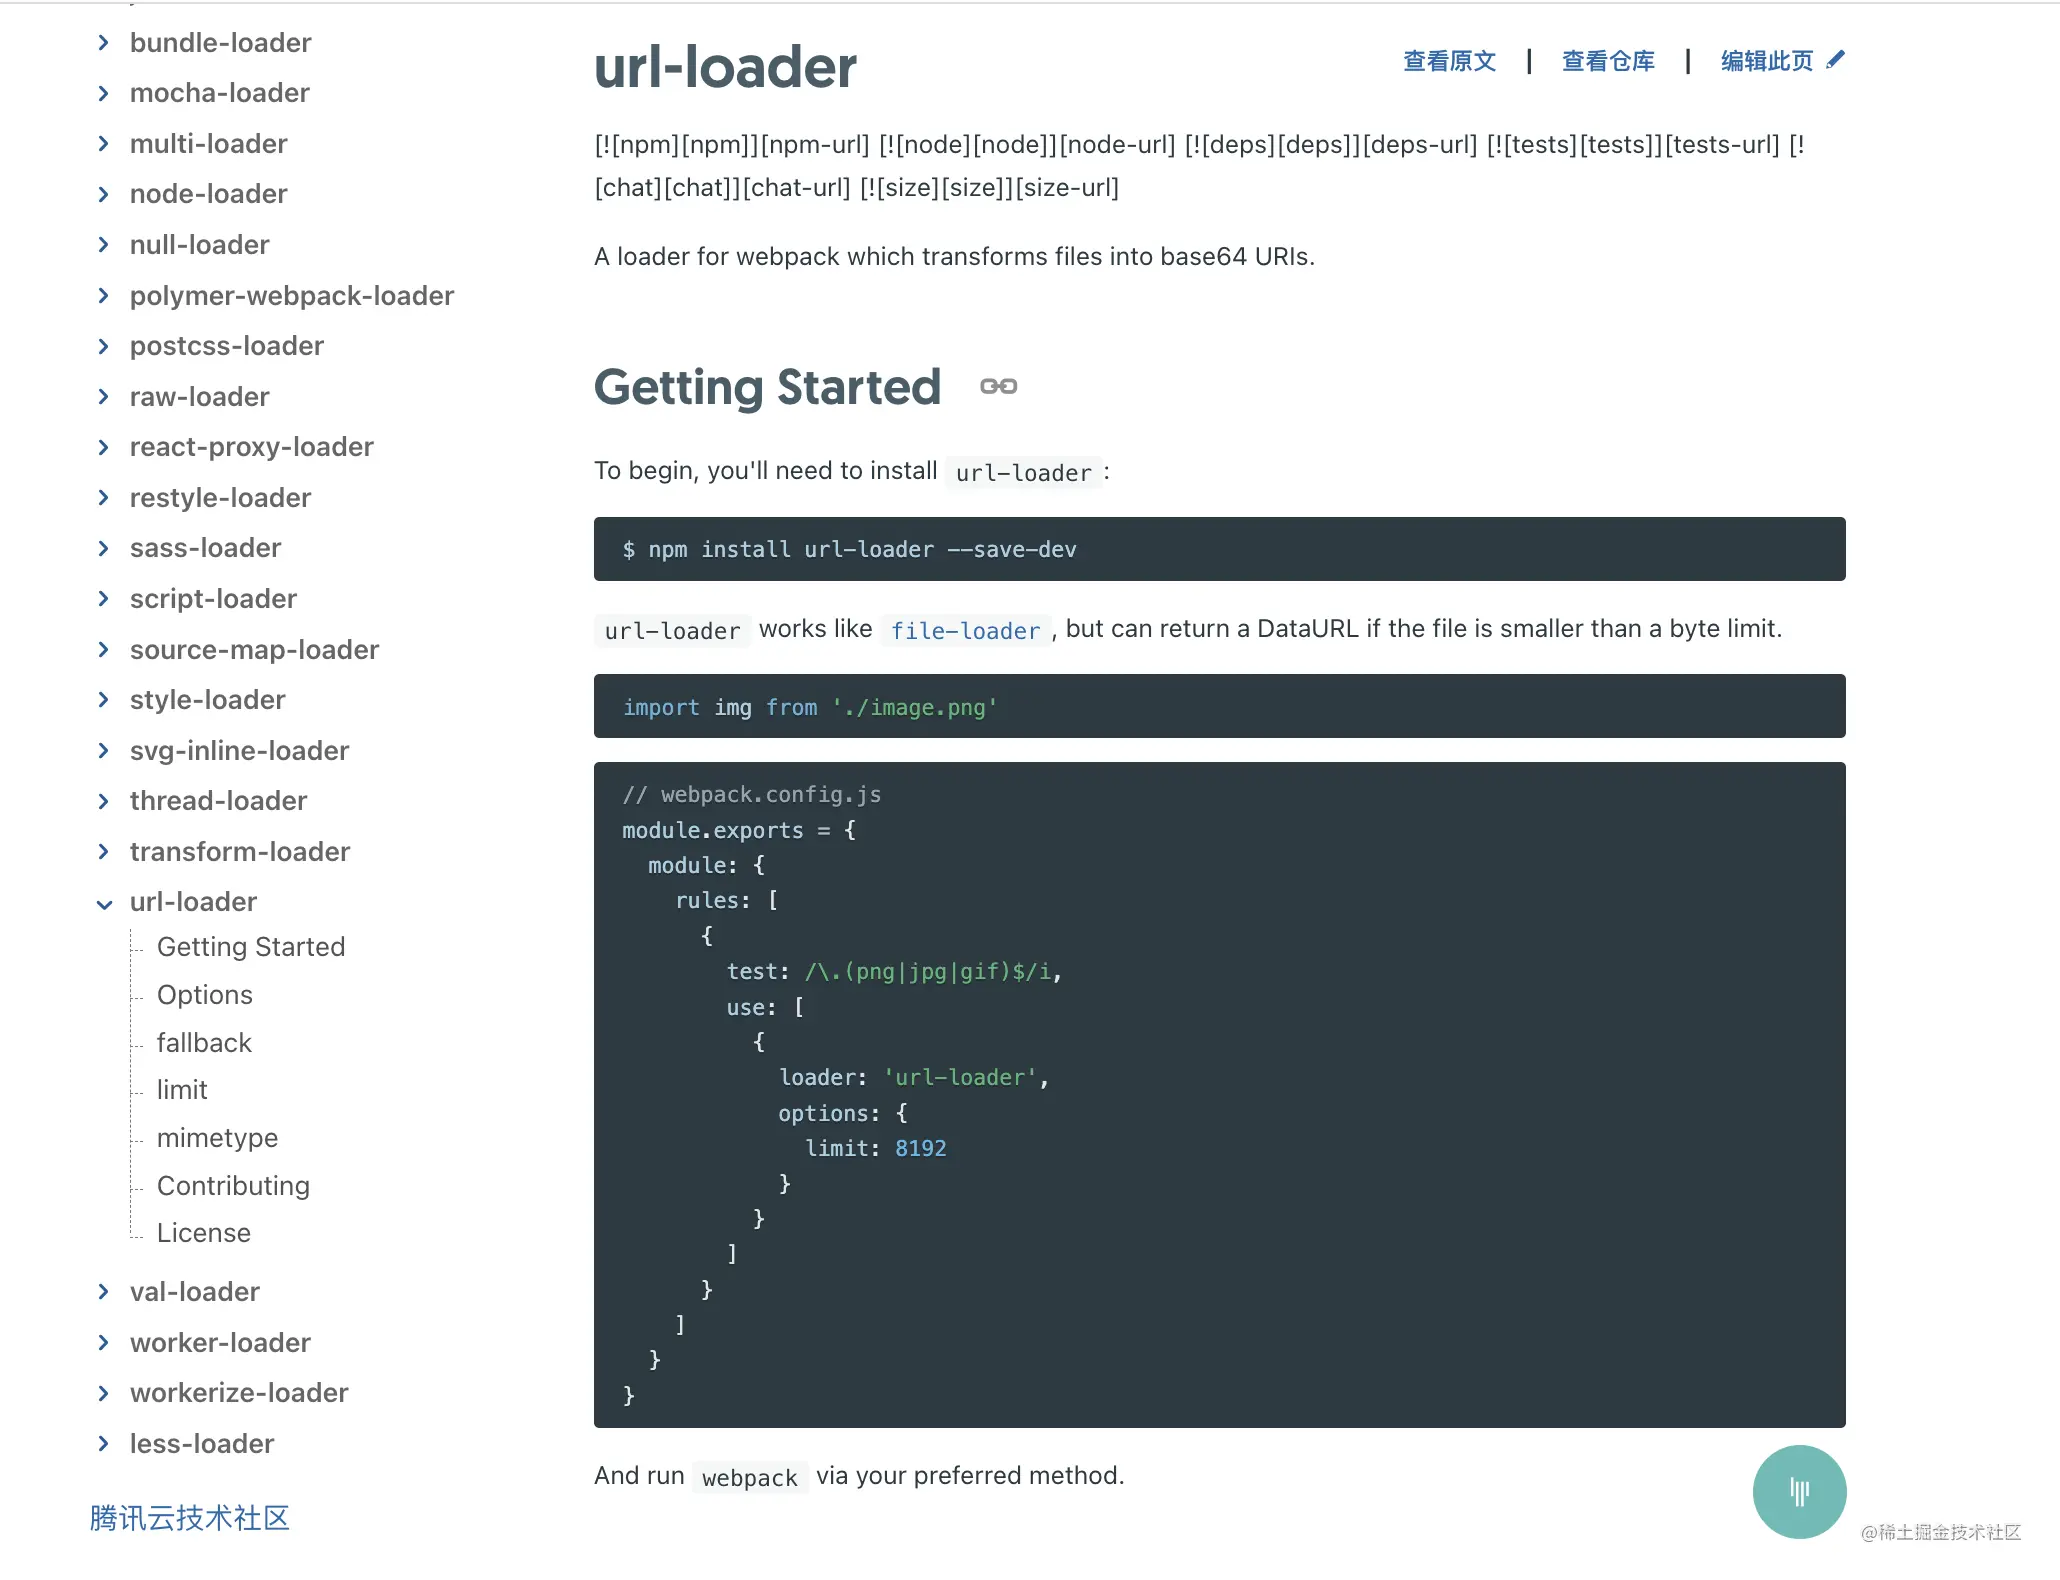 bundle-loader
mocha-loader
multi-loader
node-loader
null-loader
polymer-webpack-loader
postcss-loader
raw-loader
react-proxy-loader
restyle-loader
sass-loader
script-loader
source-map-loader
style-loader
svg-inline-loader
thread-loader
transform-loader
url-loader
Getting Started
Options
fallback
limit
mimetype
Contributing
License
val-loader
worker-loader
workerize-loader
less-loader
腾讯云技术社区
url-loader
查看原文 | 查看仓库 | 编辑此页
[![npm][npm]][npm-url] [![node][node]][node-url] [![deps][deps]][deps-url] [![tests][tests]][tests-url] [!
[chat][chat]][chat-url] [![size][size]][size-url]
A loader for webpack which transforms files into base64 URIs.
Getting Started
To begin, you'll need to install url-loader:
$ npm install url-loader --save-dev
url-loader works like file-loader, but can return a DataURL if the file is smaller than a byte limit.
import img from './image.png'
// webpack.config.js
module.exports = {
  module: {
    rules: [
      {
        test: /\.(png|jpg|gif)$/i,
        use: [
          {
            loader: 'url-loader',
            options: {
              limit: 8192
            }
          }
        ]
      }
    ]
  }
}
And run webpack via your preferred method.
@稀土掘金技术社区